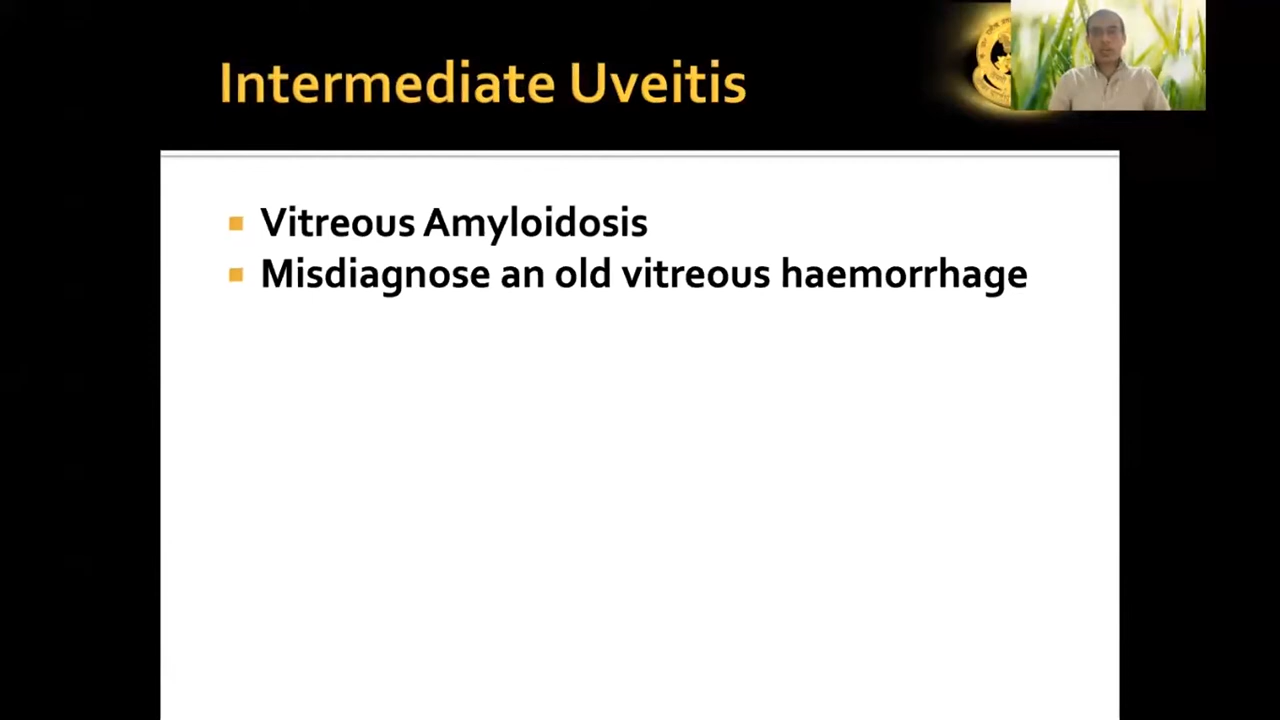 Intermediate Uveitis
Vitreous Amyloidosis
Misdiagnose an old vitreous haemorrhage